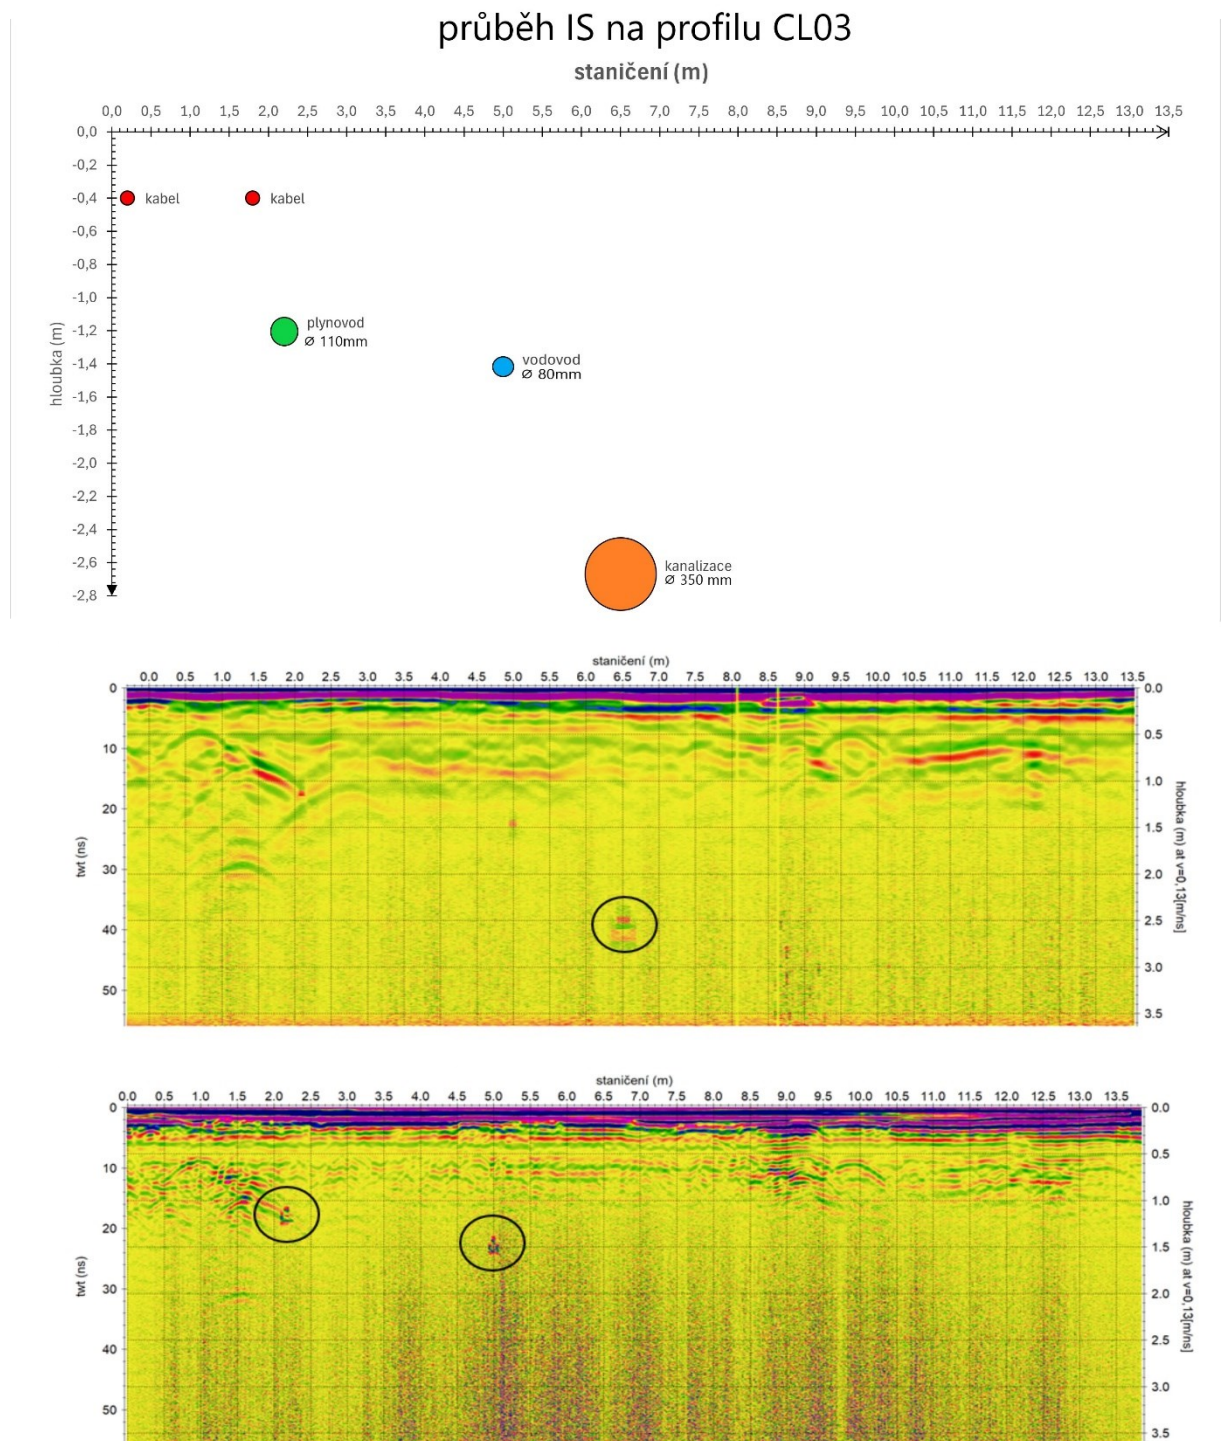 průběh IS na profilu CL03
staničení (m)
0,0 0,5 1,0 1,5 2,0 2,5 3,0 3,5 4,0 4,5 5,0 5,5 6,0 6,5 7,0 7,5 8,0 8,5 9,0 9,5 10,0 10,5 11,0 11,5 12,0 12,5 13,0 13,5
0,0
-0,2
-0,4
kabel
kabel
-0,6
-0,8
-1,0
plynovod
-1,2
Ø 110mm
hloubka (m)
-1,4
vodovod
Ø 80mm
-1,6
-1,8
-2,0
-2,2
-2,4
-2,6
kanalizace
Ø 350 mm
-2,8
staničení (m)
0.0 0.5 1.0 1.5 2.0 2.5 3.0 3.5 4.0 4.5 5.0 5.5 6.0 6.5 7.0 7.5 8.0 8.5 9.0 9.5 10.0 10.5 11.0 11.5 12.0 12.5 13.0 13.5
0
10
20
30
40
50
twt (ns)
0.0
0.5
1.0
1.5
2.0
2.5
3.0
3.5
hloubka (m) at v=0,13[m/ns]
staničení (m)
0.0 0.5 1.0 1.5 2.0 2.5 3.0 3.5 4.0 4.5 5.0 5.5 6.0 6.5 7.0 7.5 8.0 8.5 9.0 9.5 10.0 10.5 11.0 11.5 12.0 12.5 13.0 13.5
0
10
20
30
40
50
twt (ns)
0.0
0.5
1.0
1.5
2.0
2.5
3.0
3.5
hloubka (m) at v=0,13[m/ns]